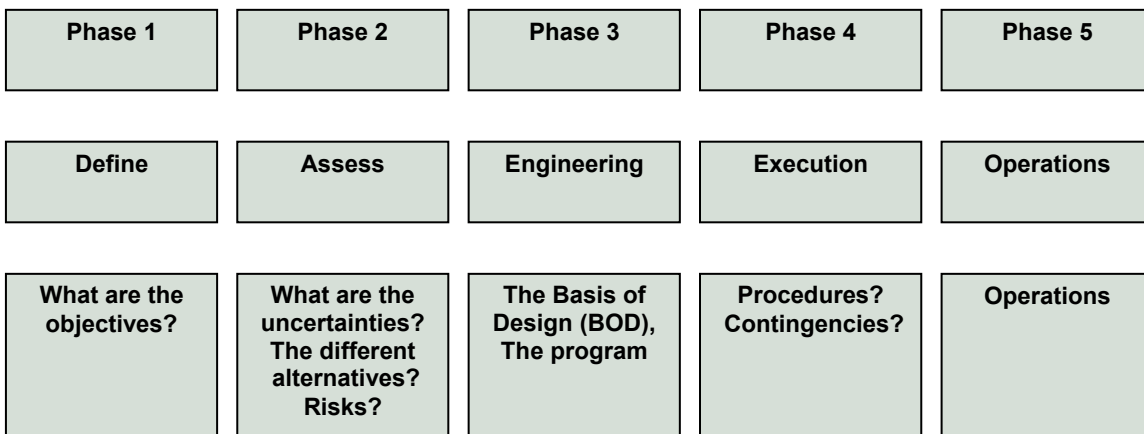 Phase 1
Phase 2
Phase 3
Phase 4
Phase 5
Define
Assess
Engineering
Execution
Operations
What are the
objectives?
What are the
uncertainties?
The different
alternatives?
Risks?
The Basis of
Design (BOD),
The program
Procedures?
Contingencies?
Operations